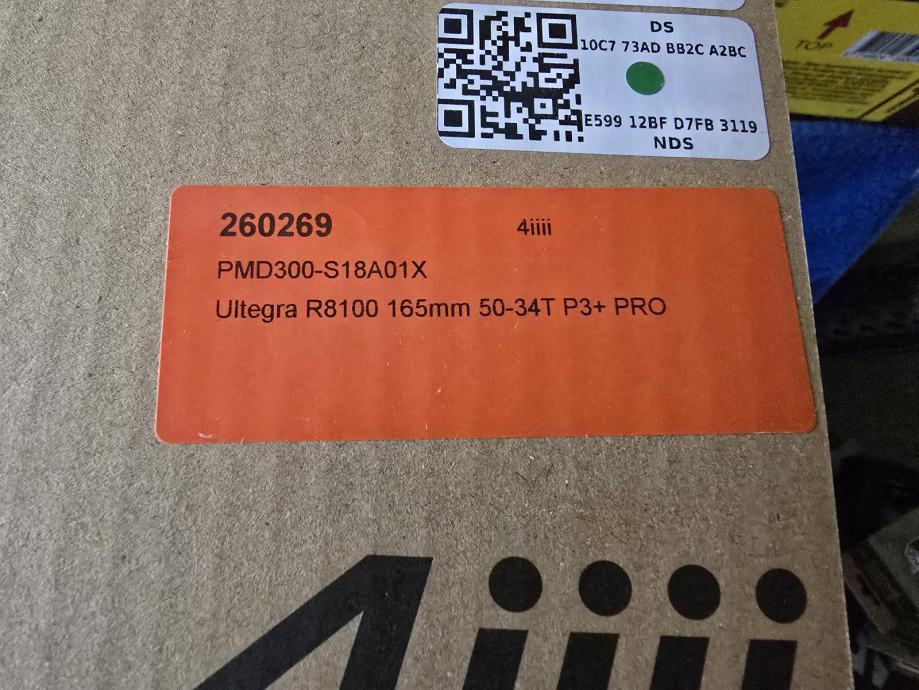 DS
10C7 73AD BB2C A2BC
E599 12BF D7FB 3119
NDS
TOP
260269 4iiii
PMD300-S18A01X
Ultegra R8100 165mm 50-34T P3+ PRO
4iiii